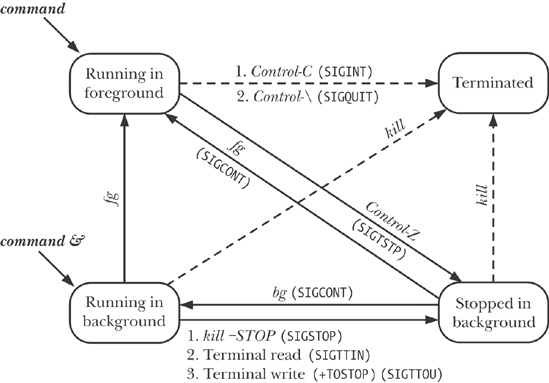 command
Running in
foreground
1. Control-C (SIGINT)
2. Control-\ (SIGQUIT)
Terminated
kill
fg
(SIGCONT)
Control-Z
(SIGTSTP)
kill
fg
command &
Running in
background
bg (SIGCONT)
Stopped in
background
1. kill –STOP (SIGSTOP)
2. Terminal read (SIGTTIN)
3. Terminal write (+TOSTOP) (SIGTTOU)